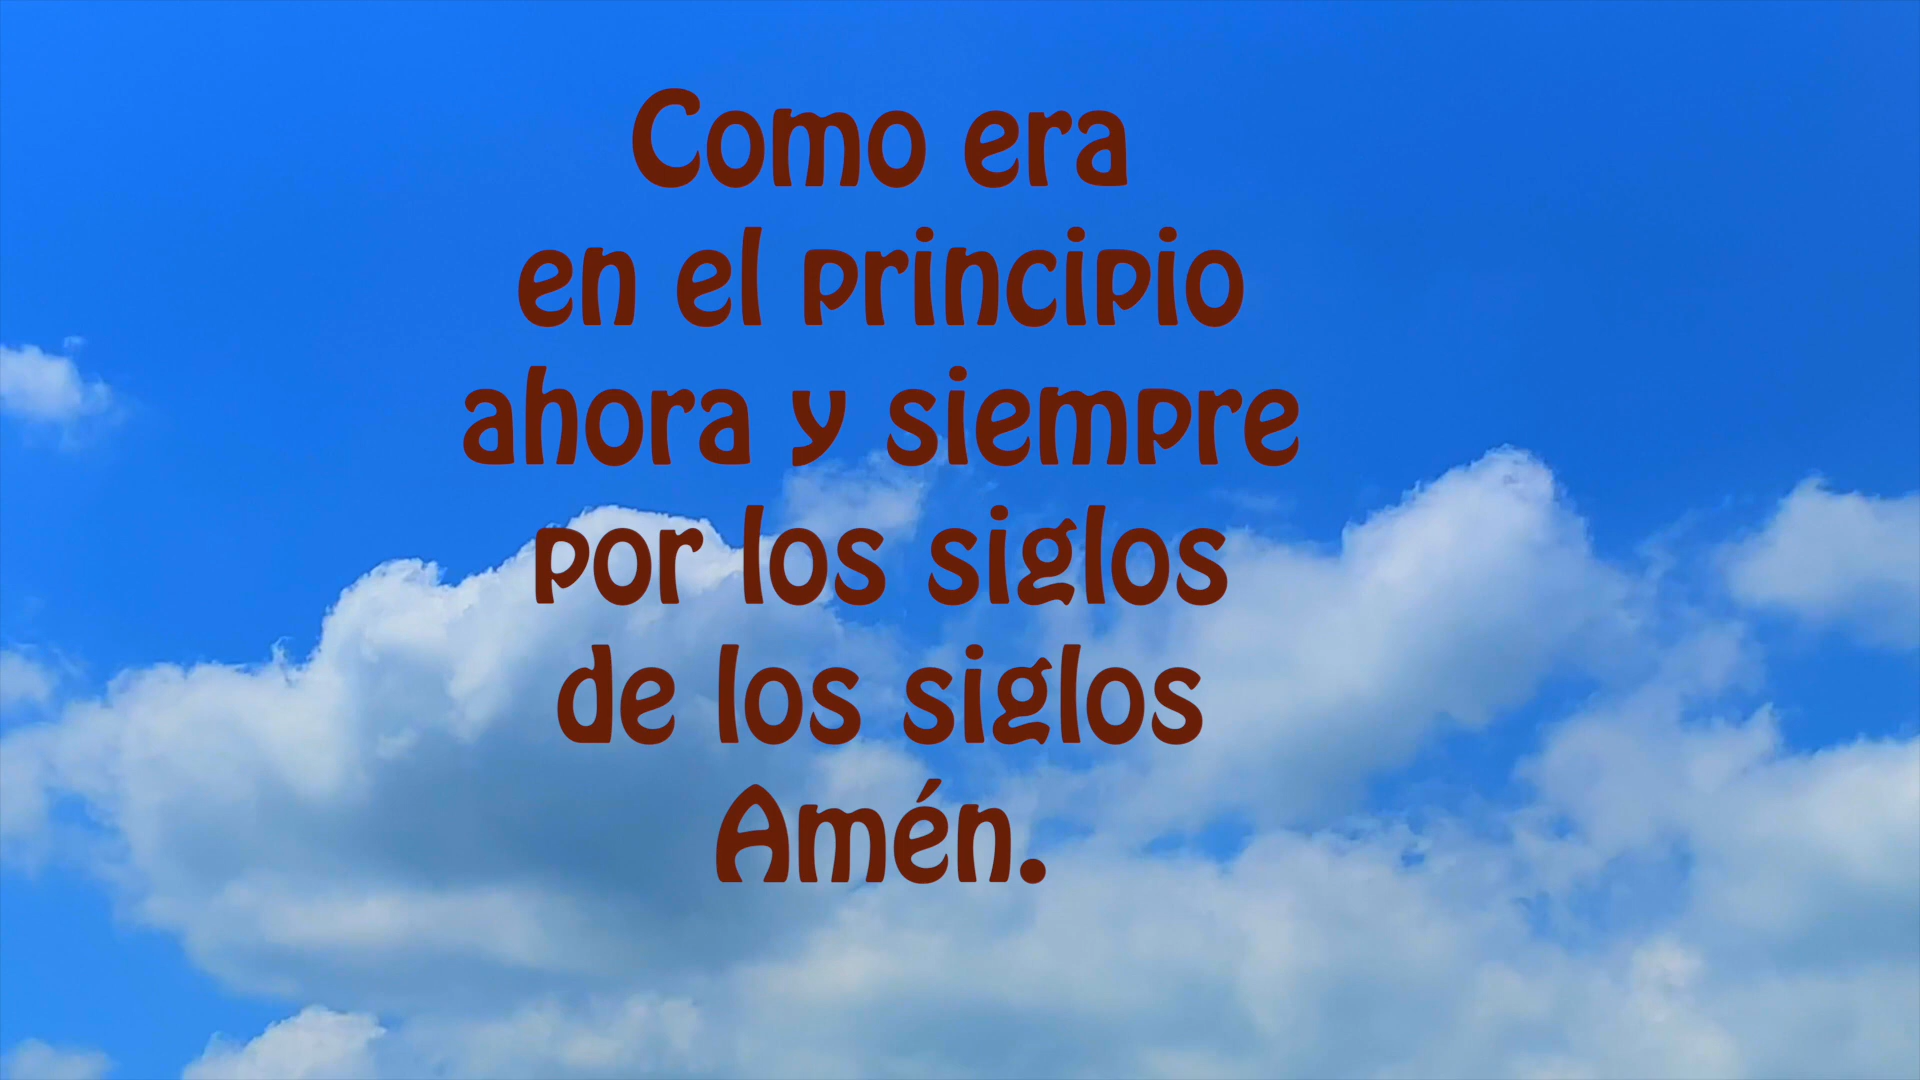 Como era
en el principio
ahora y siempre
por los siglos
de los siglos
Amén.